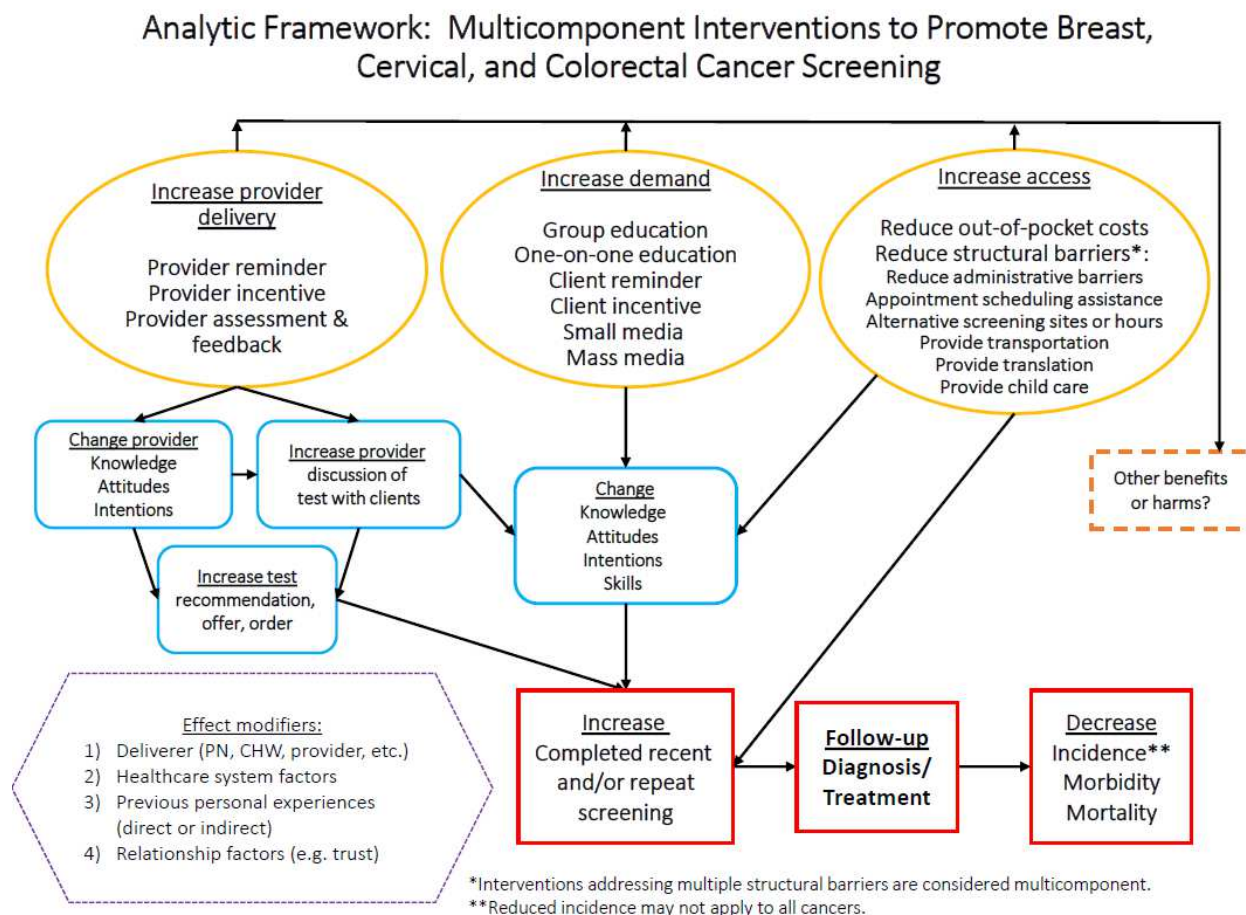 Analytic Framework:  Multicomponent Interventions to Promote Breast,
Cervical, and Colorectal Cancer Screening
Increase provider
delivery
Provider reminder
Provider incentive
Provider assessment &
feedback
Increase demand
Group education
One-on-one education
Client reminder
Client incentive
Small media
Mass media
Increase access
Reduce out-of-pocket costs
Reduce structural barriers*:
Reduce administrative barriers
Appointment scheduling assistance
Alternative screening sites or hours
Provide transportation
Provide translation
Provide child care
Change provider
Knowledge
Attitudes
Intentions
Increase provider
discussion of
test with clients
Change
Knowledge
Attitudes
Intentions
Skills
Other benefits
or harms?
Increase test
recommendation,
offer, order
Effect modifiers:
1) Deliverer (PN, CHW, provider, etc.)
2) Healthcare system factors
3) Previous personal experiences
(direct or indirect)
4) Relationship factors (e.g. trust)
Increase
Completed recent
and/or repeat
screening
Follow-up
Diagnosis/
Treatment
Decrease
Incidence**
Morbidity
Mortality
*Interventions addressing multiple structural barriers are considered multicomponent.
**Reduced incidence may not apply to all cancers.